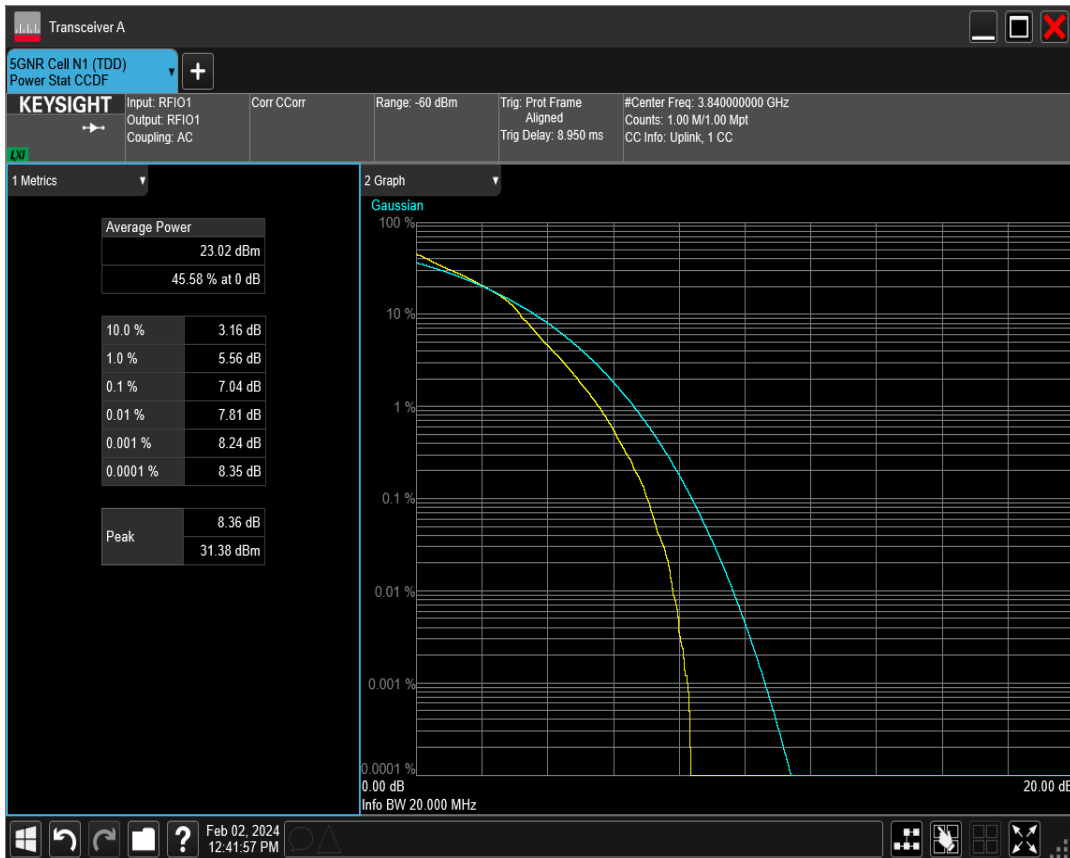 Transceiver A
5GNR Cell N1 (TDD)
Power Stat CCDF
+
KEYSIGHT
LXI
Input: RFIO1
Output: RFIO1
Coupling: AC
Corr CCorr
Range: -60 dBm
Trig: Prot Frame
Aligned
Trig Delay: 8.950 ms
#Center Freq: 3.840000000 GHz
Counts: 1.00 M/1.00 Mpt
CC Info: Uplink, 1 CC
1 Metrics
Average Power
23.02 dBm
45.58 % at 0 dB
10.0 % 3.16 dB
1.0 % 5.56 dB
0.1 % 7.04 dB
0.01 % 7.81 dB
0.001 % 8.24 dB
0.0001 % 8.35 dB
Peak
8.36 dB
31.38 dBm
2 Graph
Gaussian
100 %
10 %
1 %
0.1 %
0.01 %
0.001 %
0.0001 %
0.00 dB 20.00 dB
Info BW 20.000 MHz
?
Feb 02, 2024
12:41:57 PM